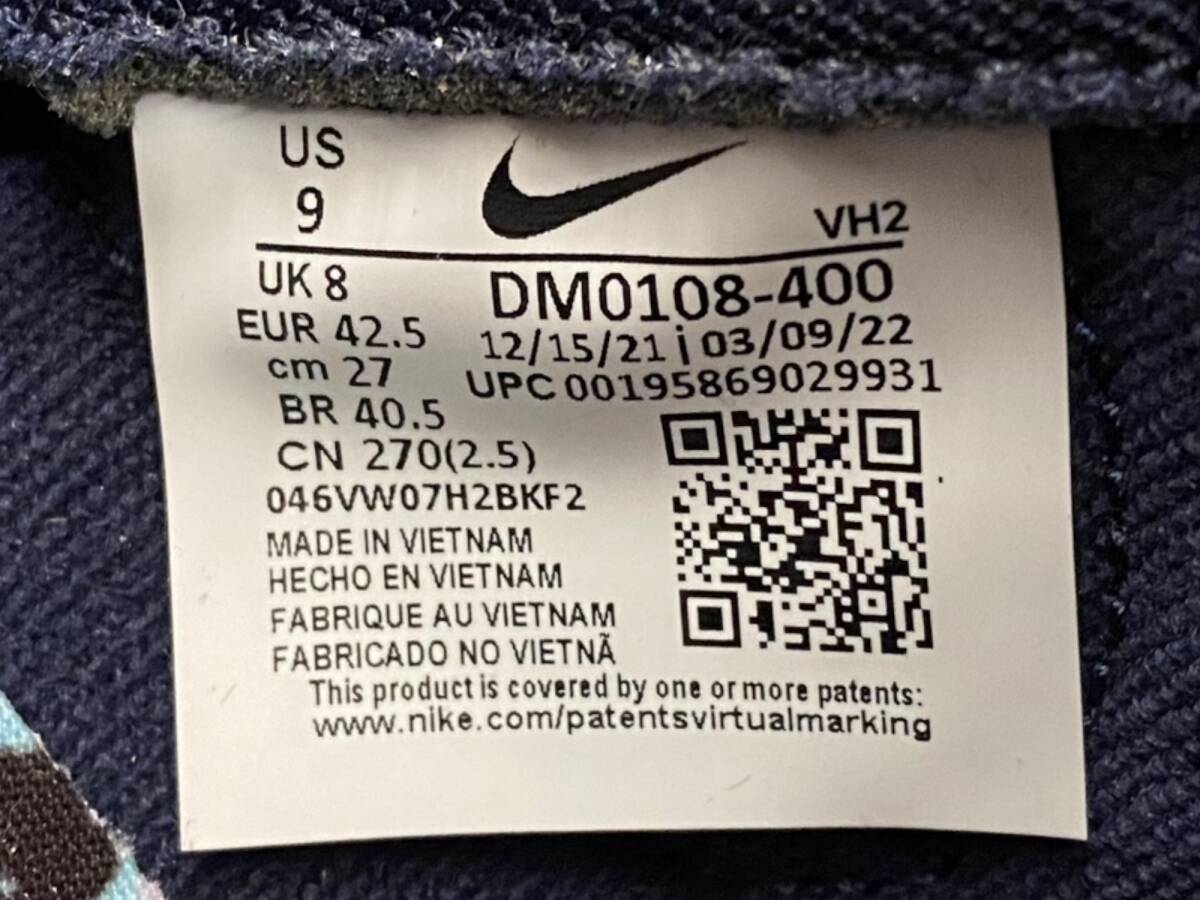 US
9
VH2
UK 8
DM0108-400
EUR 42.5
12/15/21 i 03/09/22
cm 27
UPC 00195869029931
BR 40.5
CN 270(2.5)
046VW07H2BKF2
MADE IN VIETNAM
HECHO EN VIETNAM
FABRIQUE AU VIETNAM
FABRICADO NO VIETNÃ
This product is covered by one or more patents:
www.nike.com/patentsvirtualmarking